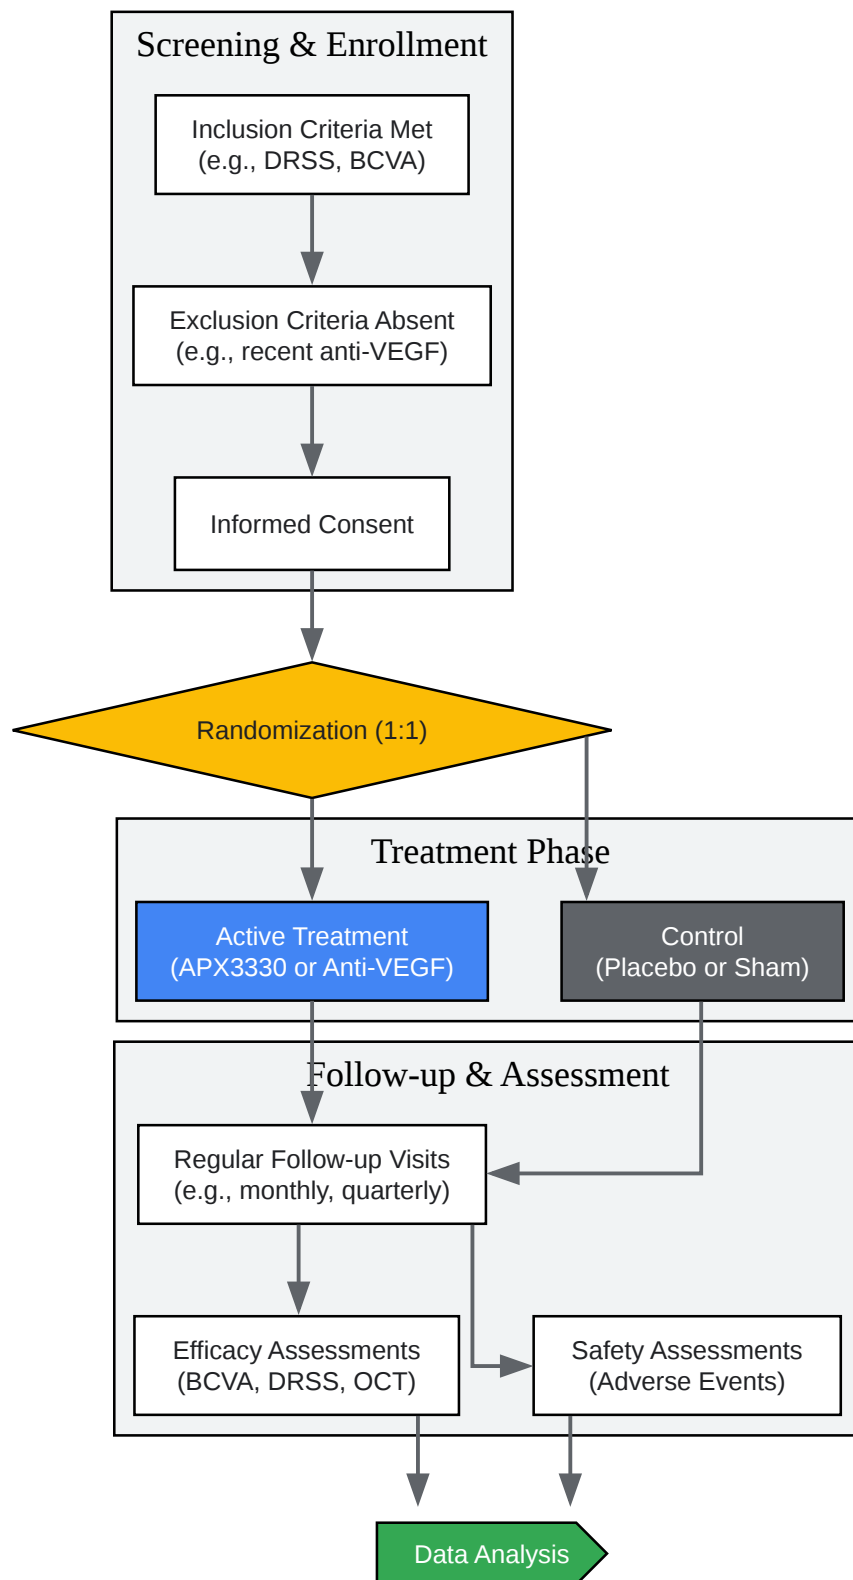 Screening & Enrollment
Inclusion Criteria Met
(e.g., DRSS, BCVA)
Exclusion Criteria Absent
(e.g., recent anti-VEGF)
Informed Consent
Randomization (1:1)
Treatment Phase
Active Treatment
(APX3330 or Anti-VEGF)
Control
(Placebo or Sham)
Follow-up & Assessment
Regular Follow-up Visits
(e.g., monthly, quarterly)
Efficacy Assessments
(BCVA, DRSS, OCT)
Safety Assessments
(Adverse Events)
Data Analysis